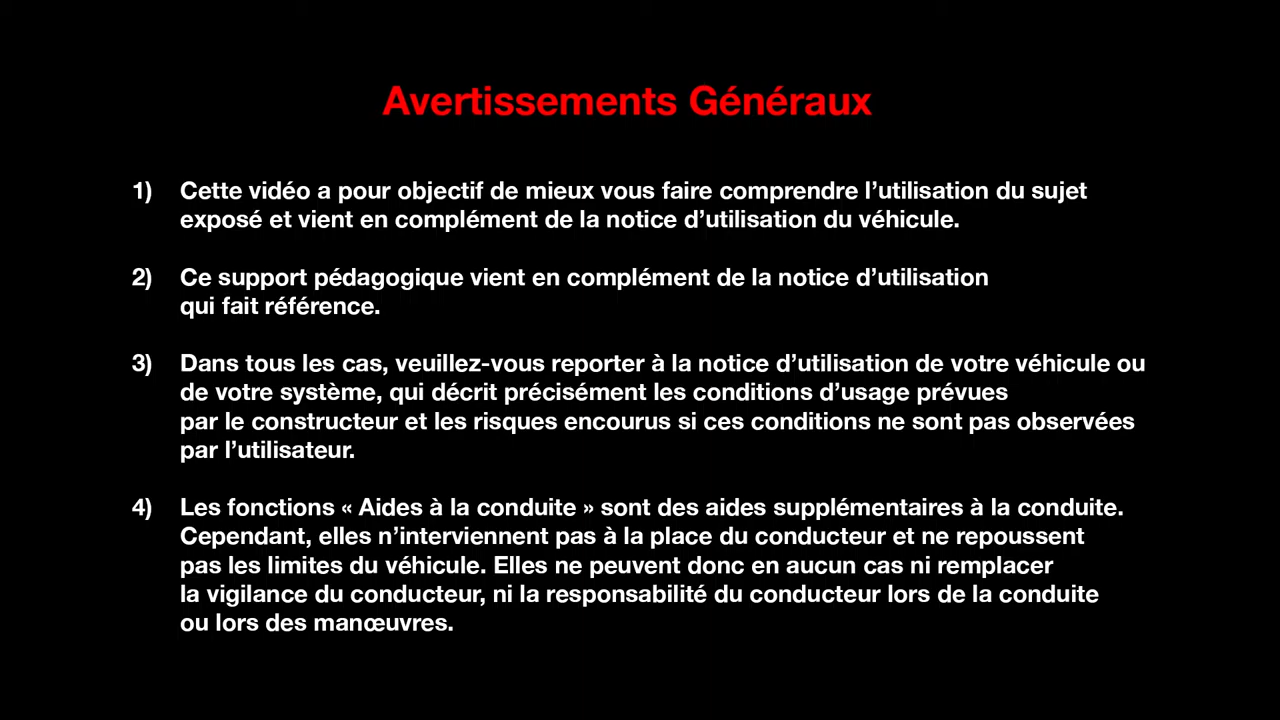 Avertissements Généraux
1) Cette vidéo a pour objectif de mieux vous faire comprendre l’utilisation du sujet
exposé et vient en complément de la notice d’utilisation du véhicule.
2) Ce support pédagogique vient en complément de la notice d’utilisation
qui fait référence.
3) Dans tous les cas, veuillez-vous reporter à la notice d’utilisation de votre véhicule ou
de votre système, qui décrit précisément les conditions d’usage prévues
par le constructeur et les risques encourus si ces conditions ne sont pas observées
par l’utilisateur.
4) Les fonctions « Aides à la conduite » sont des aides supplémentaires à la conduite.
Cependant, elles n’interviennent pas à la place du conducteur et ne repoussent
pas les limites du véhicule. Elles ne peuvent donc en aucun cas ni remplacer
la vigilance du conducteur, ni la responsabilité du conducteur lors de la conduite
ou lors des manœuvres.